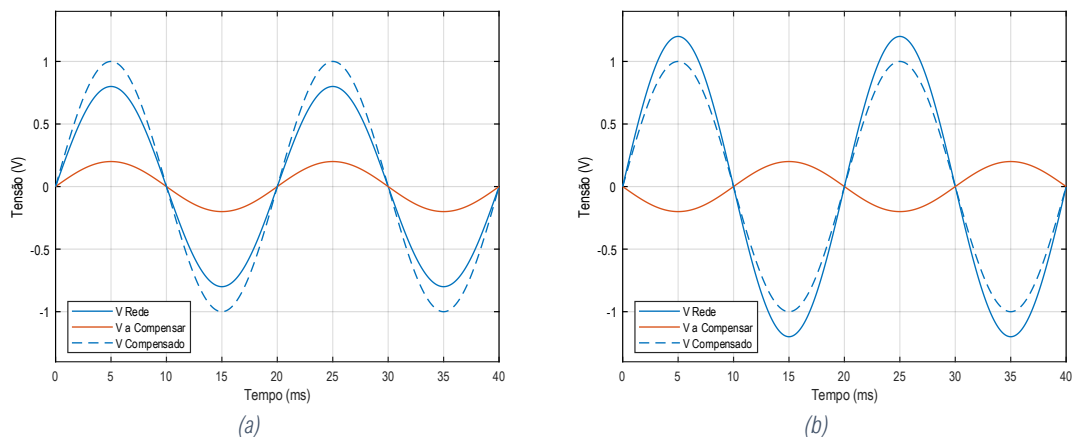 1
0.5
0
-0.5
-1
Tensão (V)
V Rede
V a Compensar
V Compensado
0 5 10 15 20 25 30 35 40
Tempo (ms)
(a)
1
0.5
0
-0.5
-1
Tensão (V)
V Rede
V a Compensar
V Compensado
0 5 10 15 20 25 30 35 40
Tempo (ms)
(b)